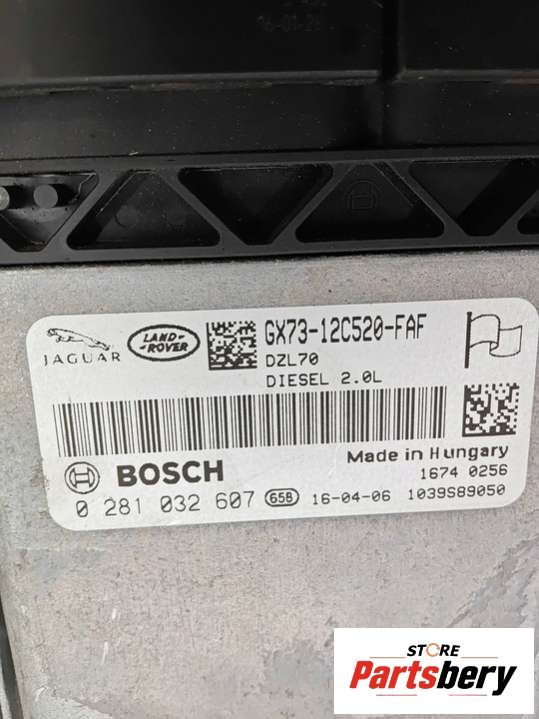 JAGUAR
LAND-
-ROVER
GX73-12C520-FAF
DZL70
DIESEL 2.0L
Made in Hungary
BOSCH
1674 0256
0 281 032 607 658 16-04-06 1039S89050
STORE
Partsbery